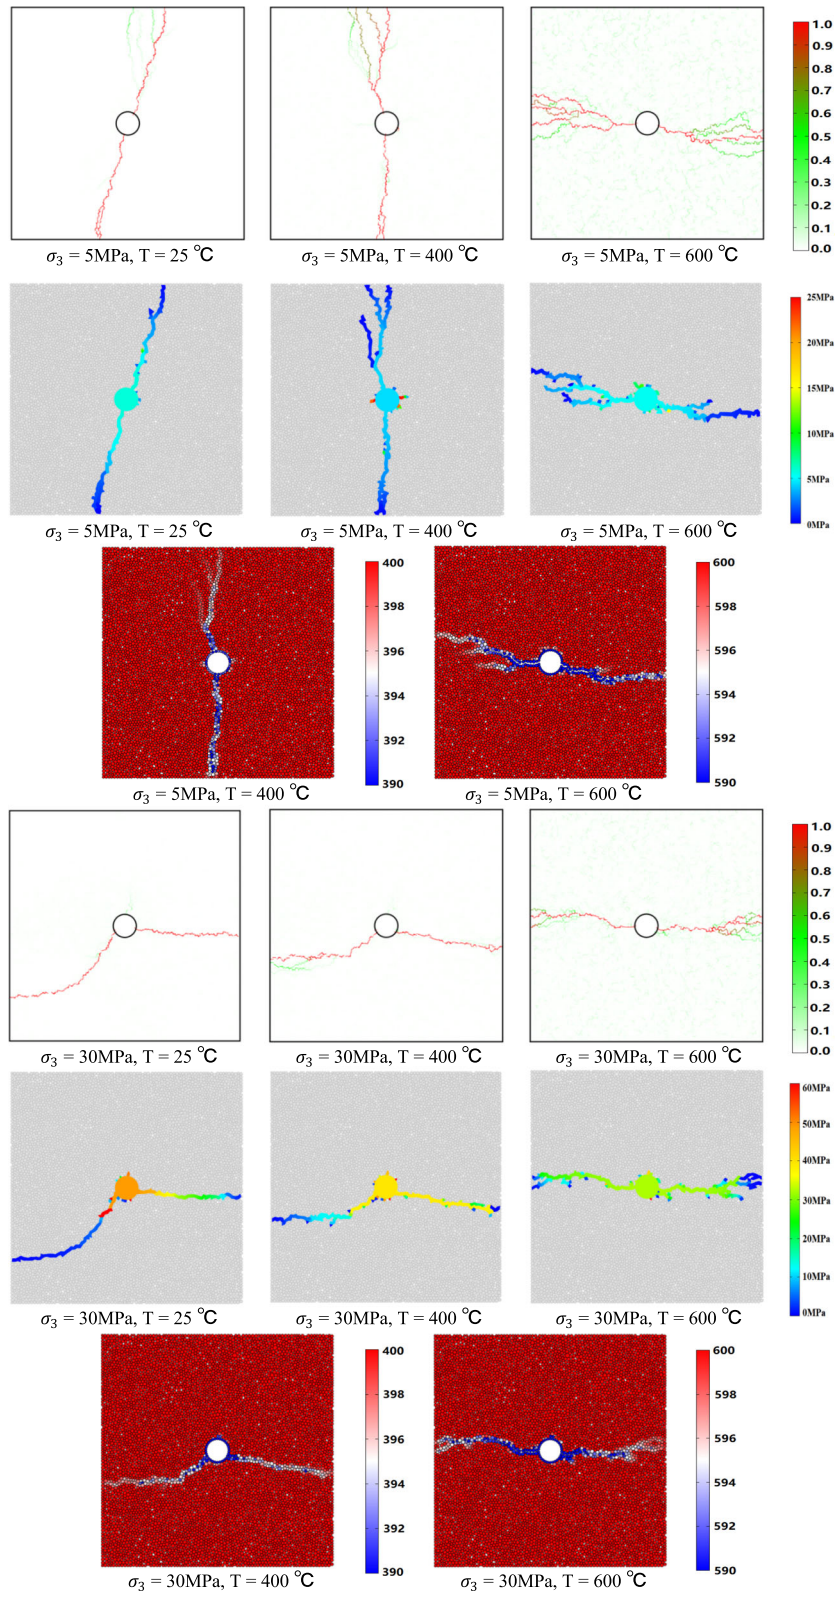 1.0
0.9
0.8
0.7
0.6
0.5
0.4
0.3
0.2
0.1
0.0
σ₃ = 5MPa, T = 25 ℃
σ₃ = 5MPa, T = 400 ℃
σ₃ = 5MPa, T = 600 ℃
25MPa
20MPa
15MPa
10MPa
5MPa
0MPa
σ₃ = 5MPa, T = 25 ℃
σ₃ = 5MPa, T = 400 ℃
σ₃ = 5MPa, T = 600 ℃
400
398
396
394
392
390
600
598
596
594
592
590
σ₃ = 5MPa, T = 400 ℃
σ₃ = 5MPa, T = 600 ℃
1.0
0.9
0.8
0.7
0.6
0.5
0.4
0.3
0.2
0.1
0.0
σ₃ = 30MPa, T = 25 ℃
σ₃ = 30MPa, T = 400 ℃
σ₃ = 30MPa, T = 600 ℃
60MPa
50MPa
40MPa
30MPa
20MPa
10MPa
0MPa
σ₃ = 30MPa, T = 25 ℃
σ₃ = 30MPa, T = 400 ℃
σ₃ = 30MPa, T = 600 ℃
400
398
396
394
392
390
600
598
596
594
592
590
σ₃ = 30MPa, T = 400 ℃
σ₃ = 30MPa, T = 600 ℃